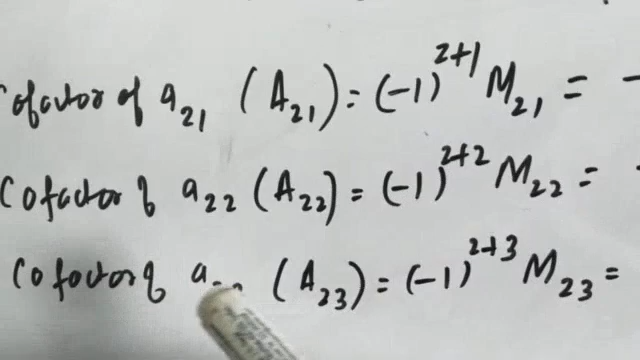 Cofactor of a₂₁ (A₂₁) = (-1)²⁺¹ M₂₁ = -
Cofactor of a₂₂ (A₂₂) = (-1)²⁺² M₂₂ =
Cofactor of (A₂₃) = (-1)²⁺³ M₂₃ =